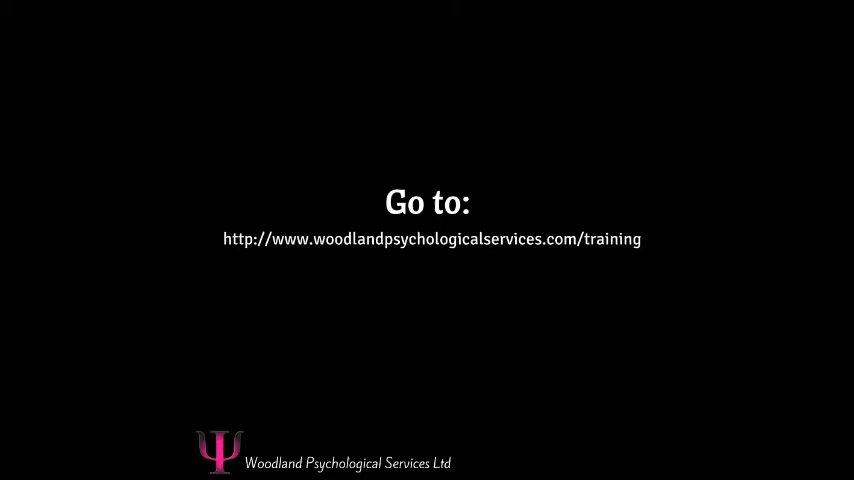 Go to:
http://www.woodlandpsychologicalservices.com/training
Woodland Psychological Services Ltd